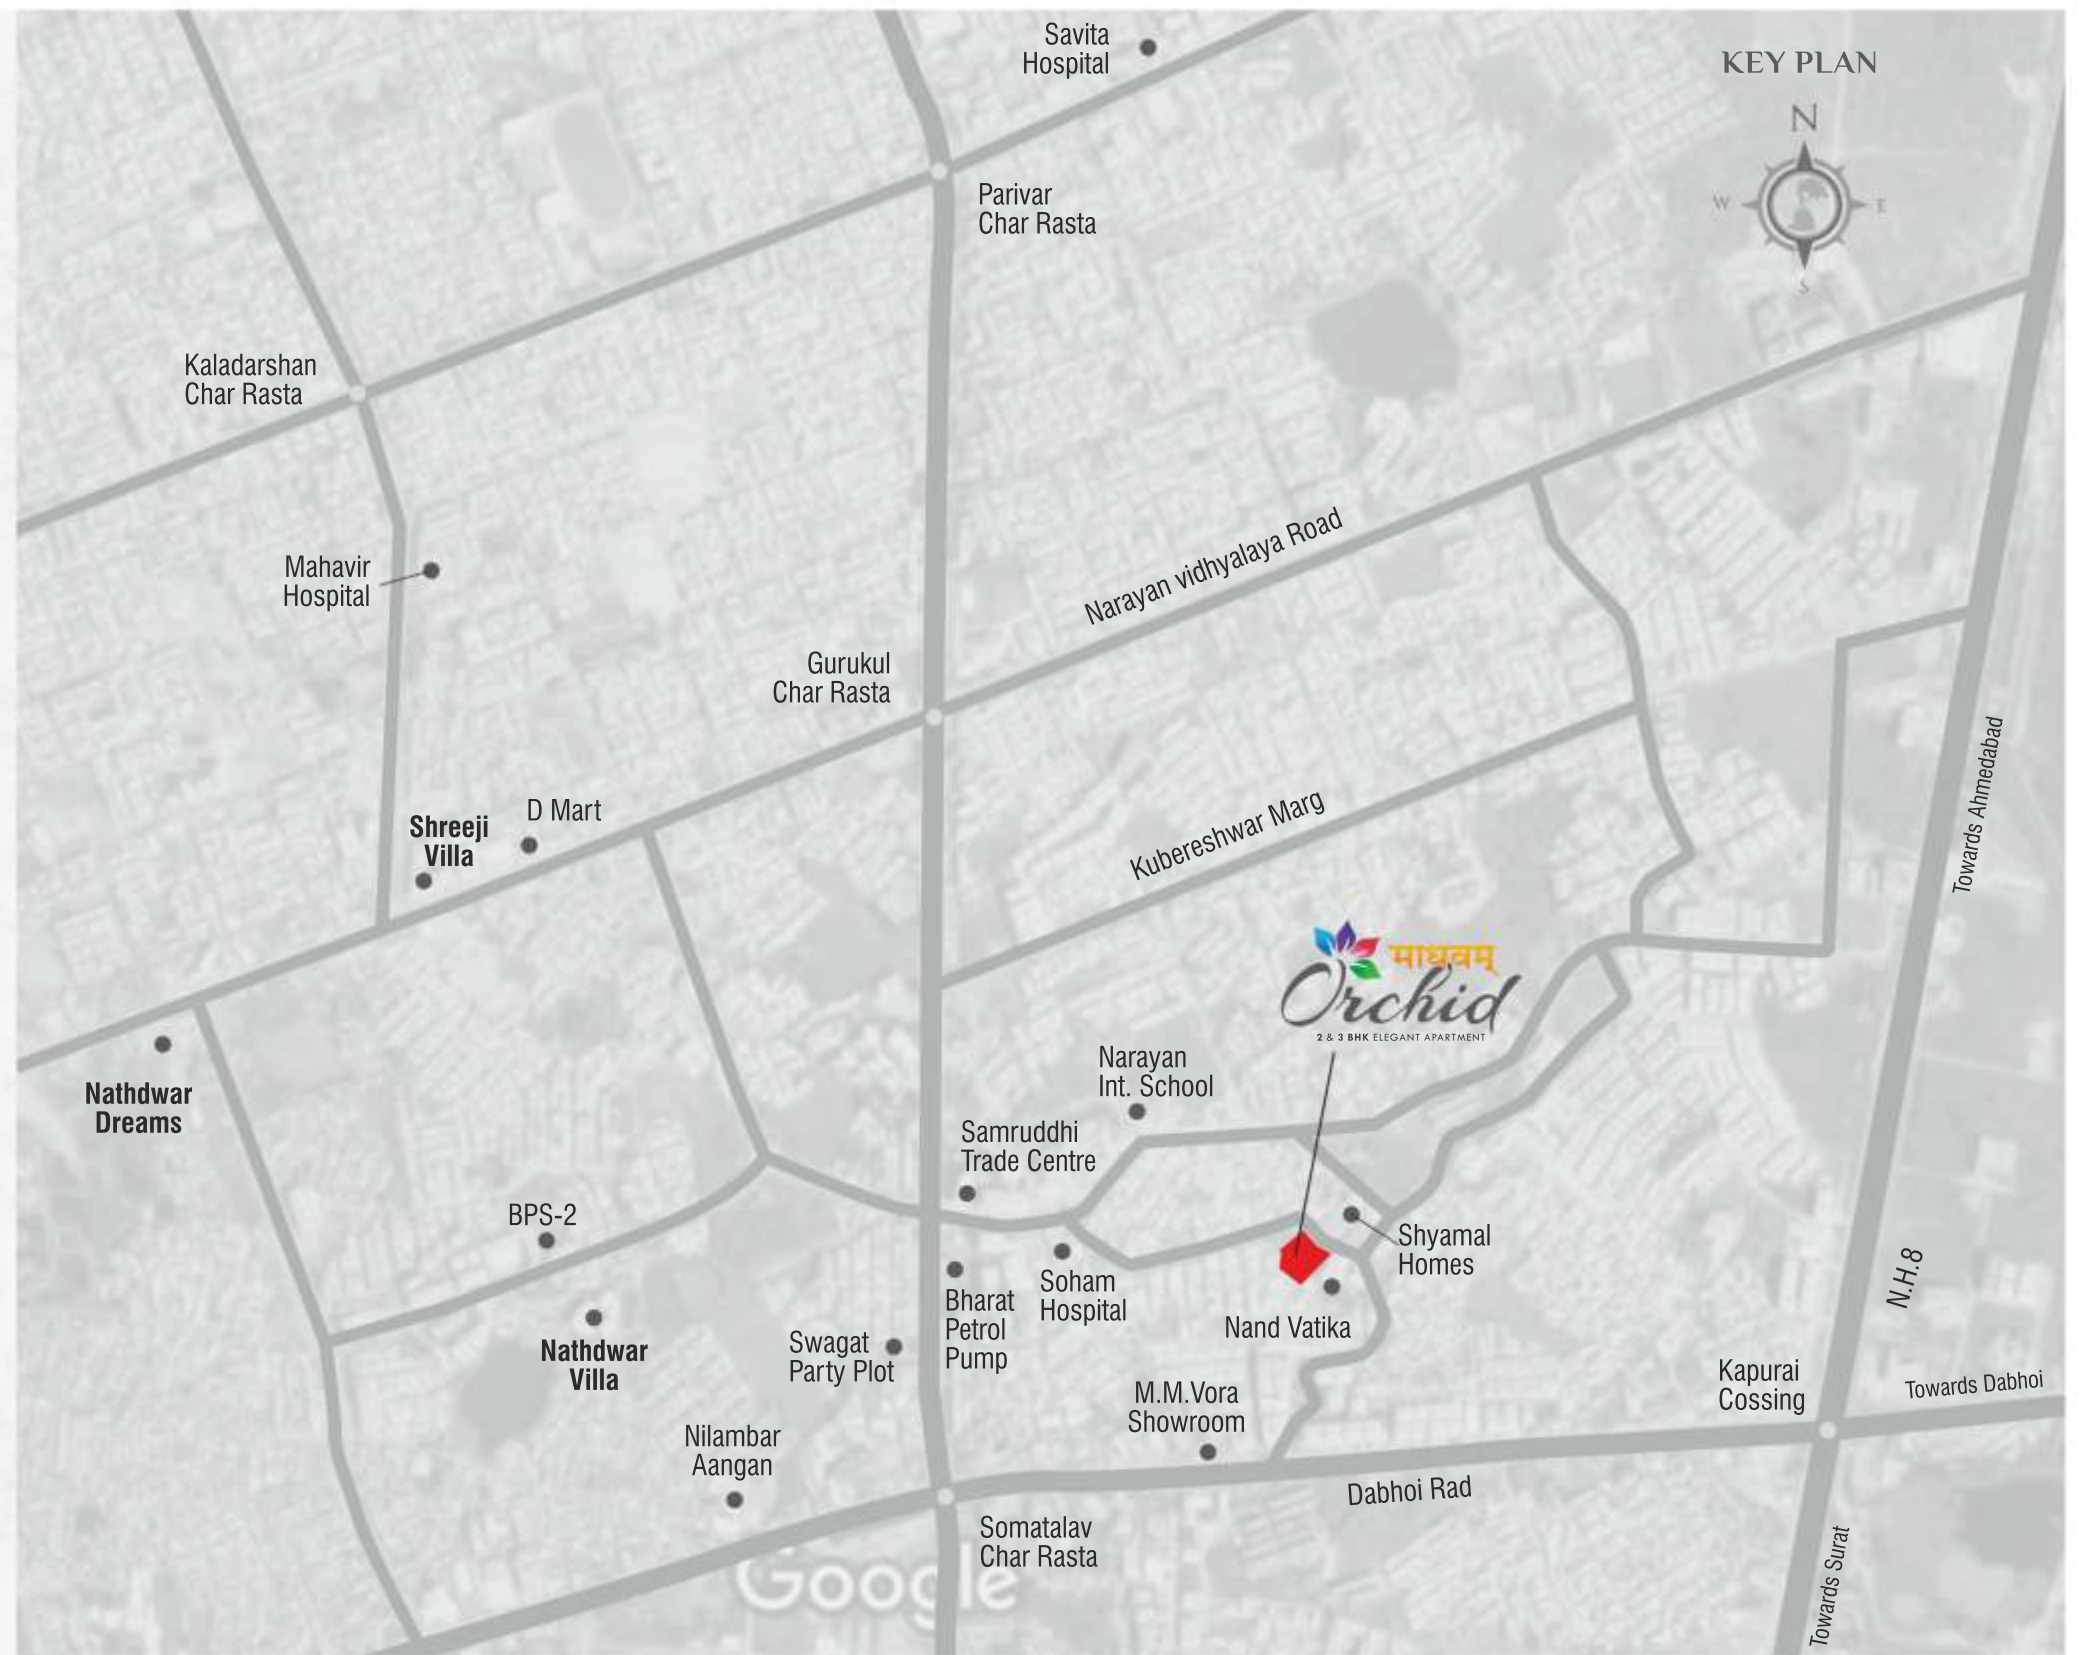 Savita
Hospital
KEY PLAN
N
W
E
S
Parivar
Char Rasta
Kaladarshan
Char Rasta
Mahavir
Hospital
Narayan vidhyalaya Road
Gurukul
Char Rasta
Towards Ahmedabad
Kubereshwar Marg
D Mart
Shreeji
Villa
माधवम्
Orchid
2 & 3 BHK ELEGANT APARTMENT
Nathdwar
Dreams
Narayan
Int. School
Samruddhi
Trade Centre
BPS-2
Shyamal
Homes
Soham
Hospital
Bharat
Petrol
Pump
N.H.8
Nand Vatika
Swagat
Party Plot
Nathdwar
Villa
Kapurai
Cossing
Towards Dabhoi
M.M.Vora
Showroom
Nilambar
Aangan
Dabhoi Rad
Somatalav
Char Rasta
Towards Surat
Google